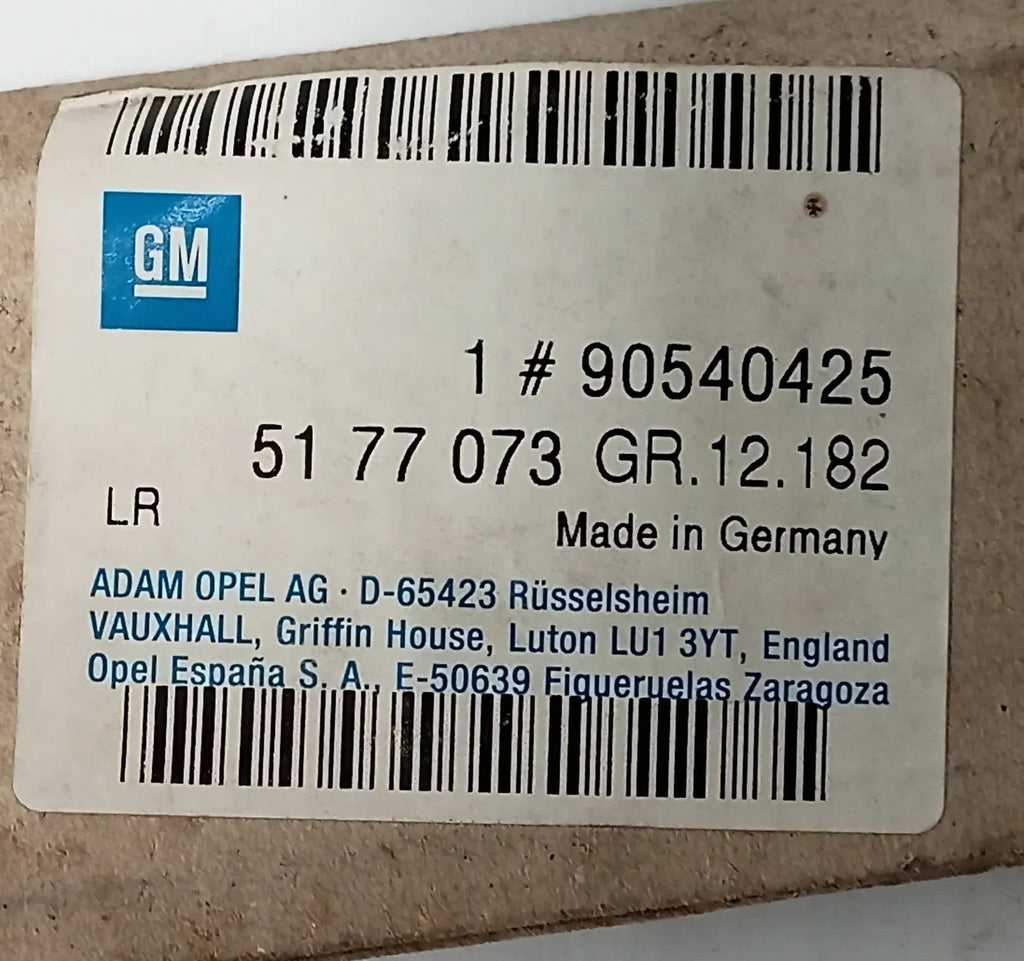 GM
1 # 90540425
51 77 073 GR.12.182
LR
Made in Germany
ADAM OPEL AG · D-65423 Rüsselsheim
VAUXHALL, Griffin House, Luton LU1 3YT, England
Opel España S. A., E-50639 Figueruelas Zaragoza